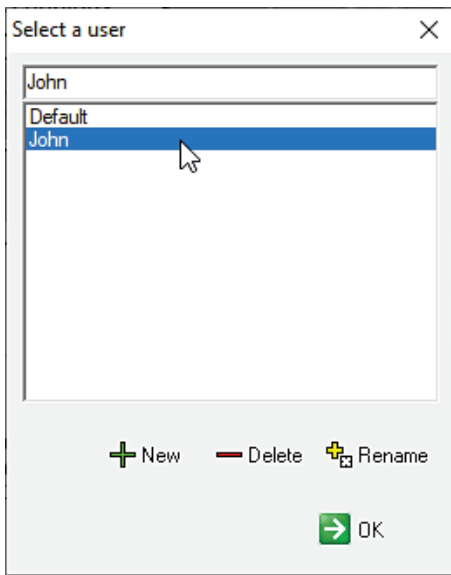 Select a user
John
Default
John
New Delete Rename
OK